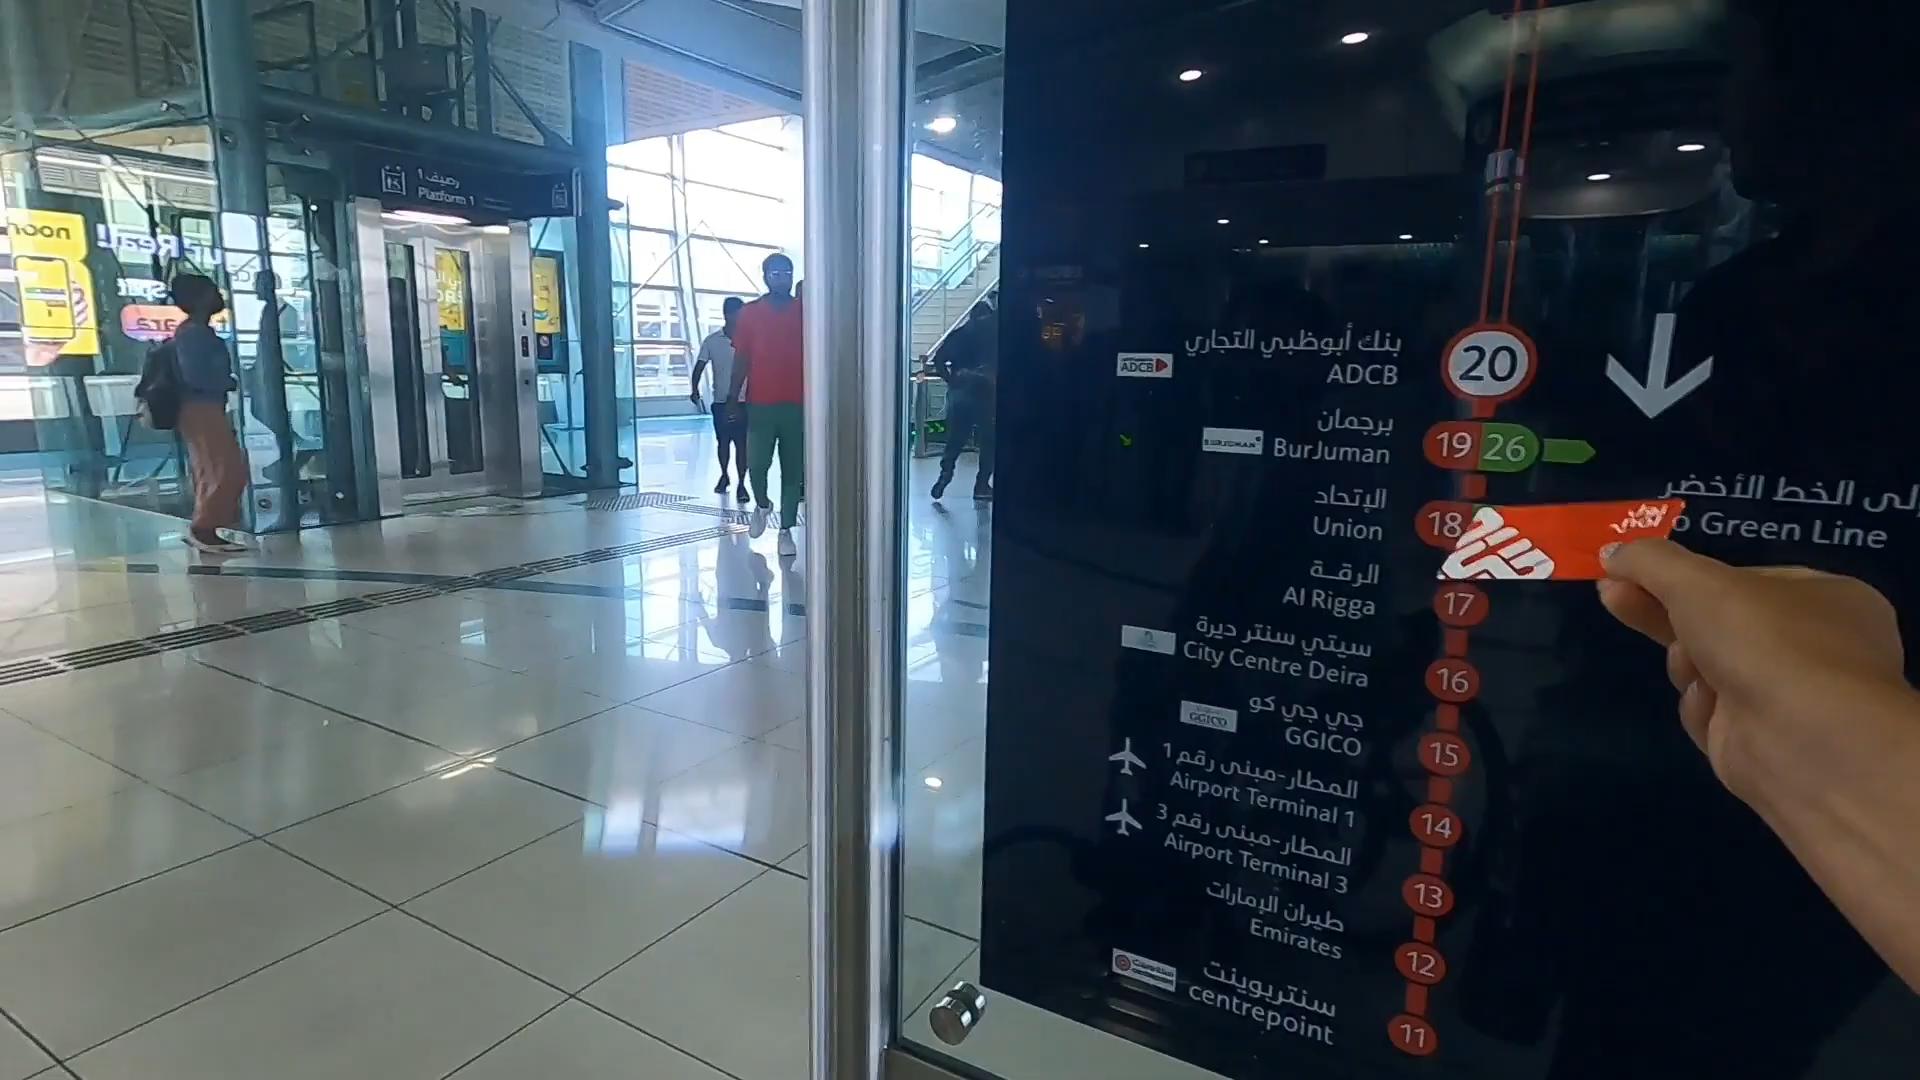 رصيف 1
Platform 1
noon
بنك أبوظبي التجاري
ADCB
ADCB
20
برجمان
BURJUMAN
BurJuman
19 26
الإتحاد
Union
18
إلى الخط الأخضر
o Green Line
الرقة
Al Rigga
17
سيتي سنتر ديرة
City Centre Deira
16
جي جي كو
GGICO
GGICO
15
المطار-مبنى رقم 1
Airport Terminal 1
14
المطار-مبنى رقم 3
Airport Terminal 3
13
طيران الإمارات
Emirates
12
سنتربوينت
centrepoint
11